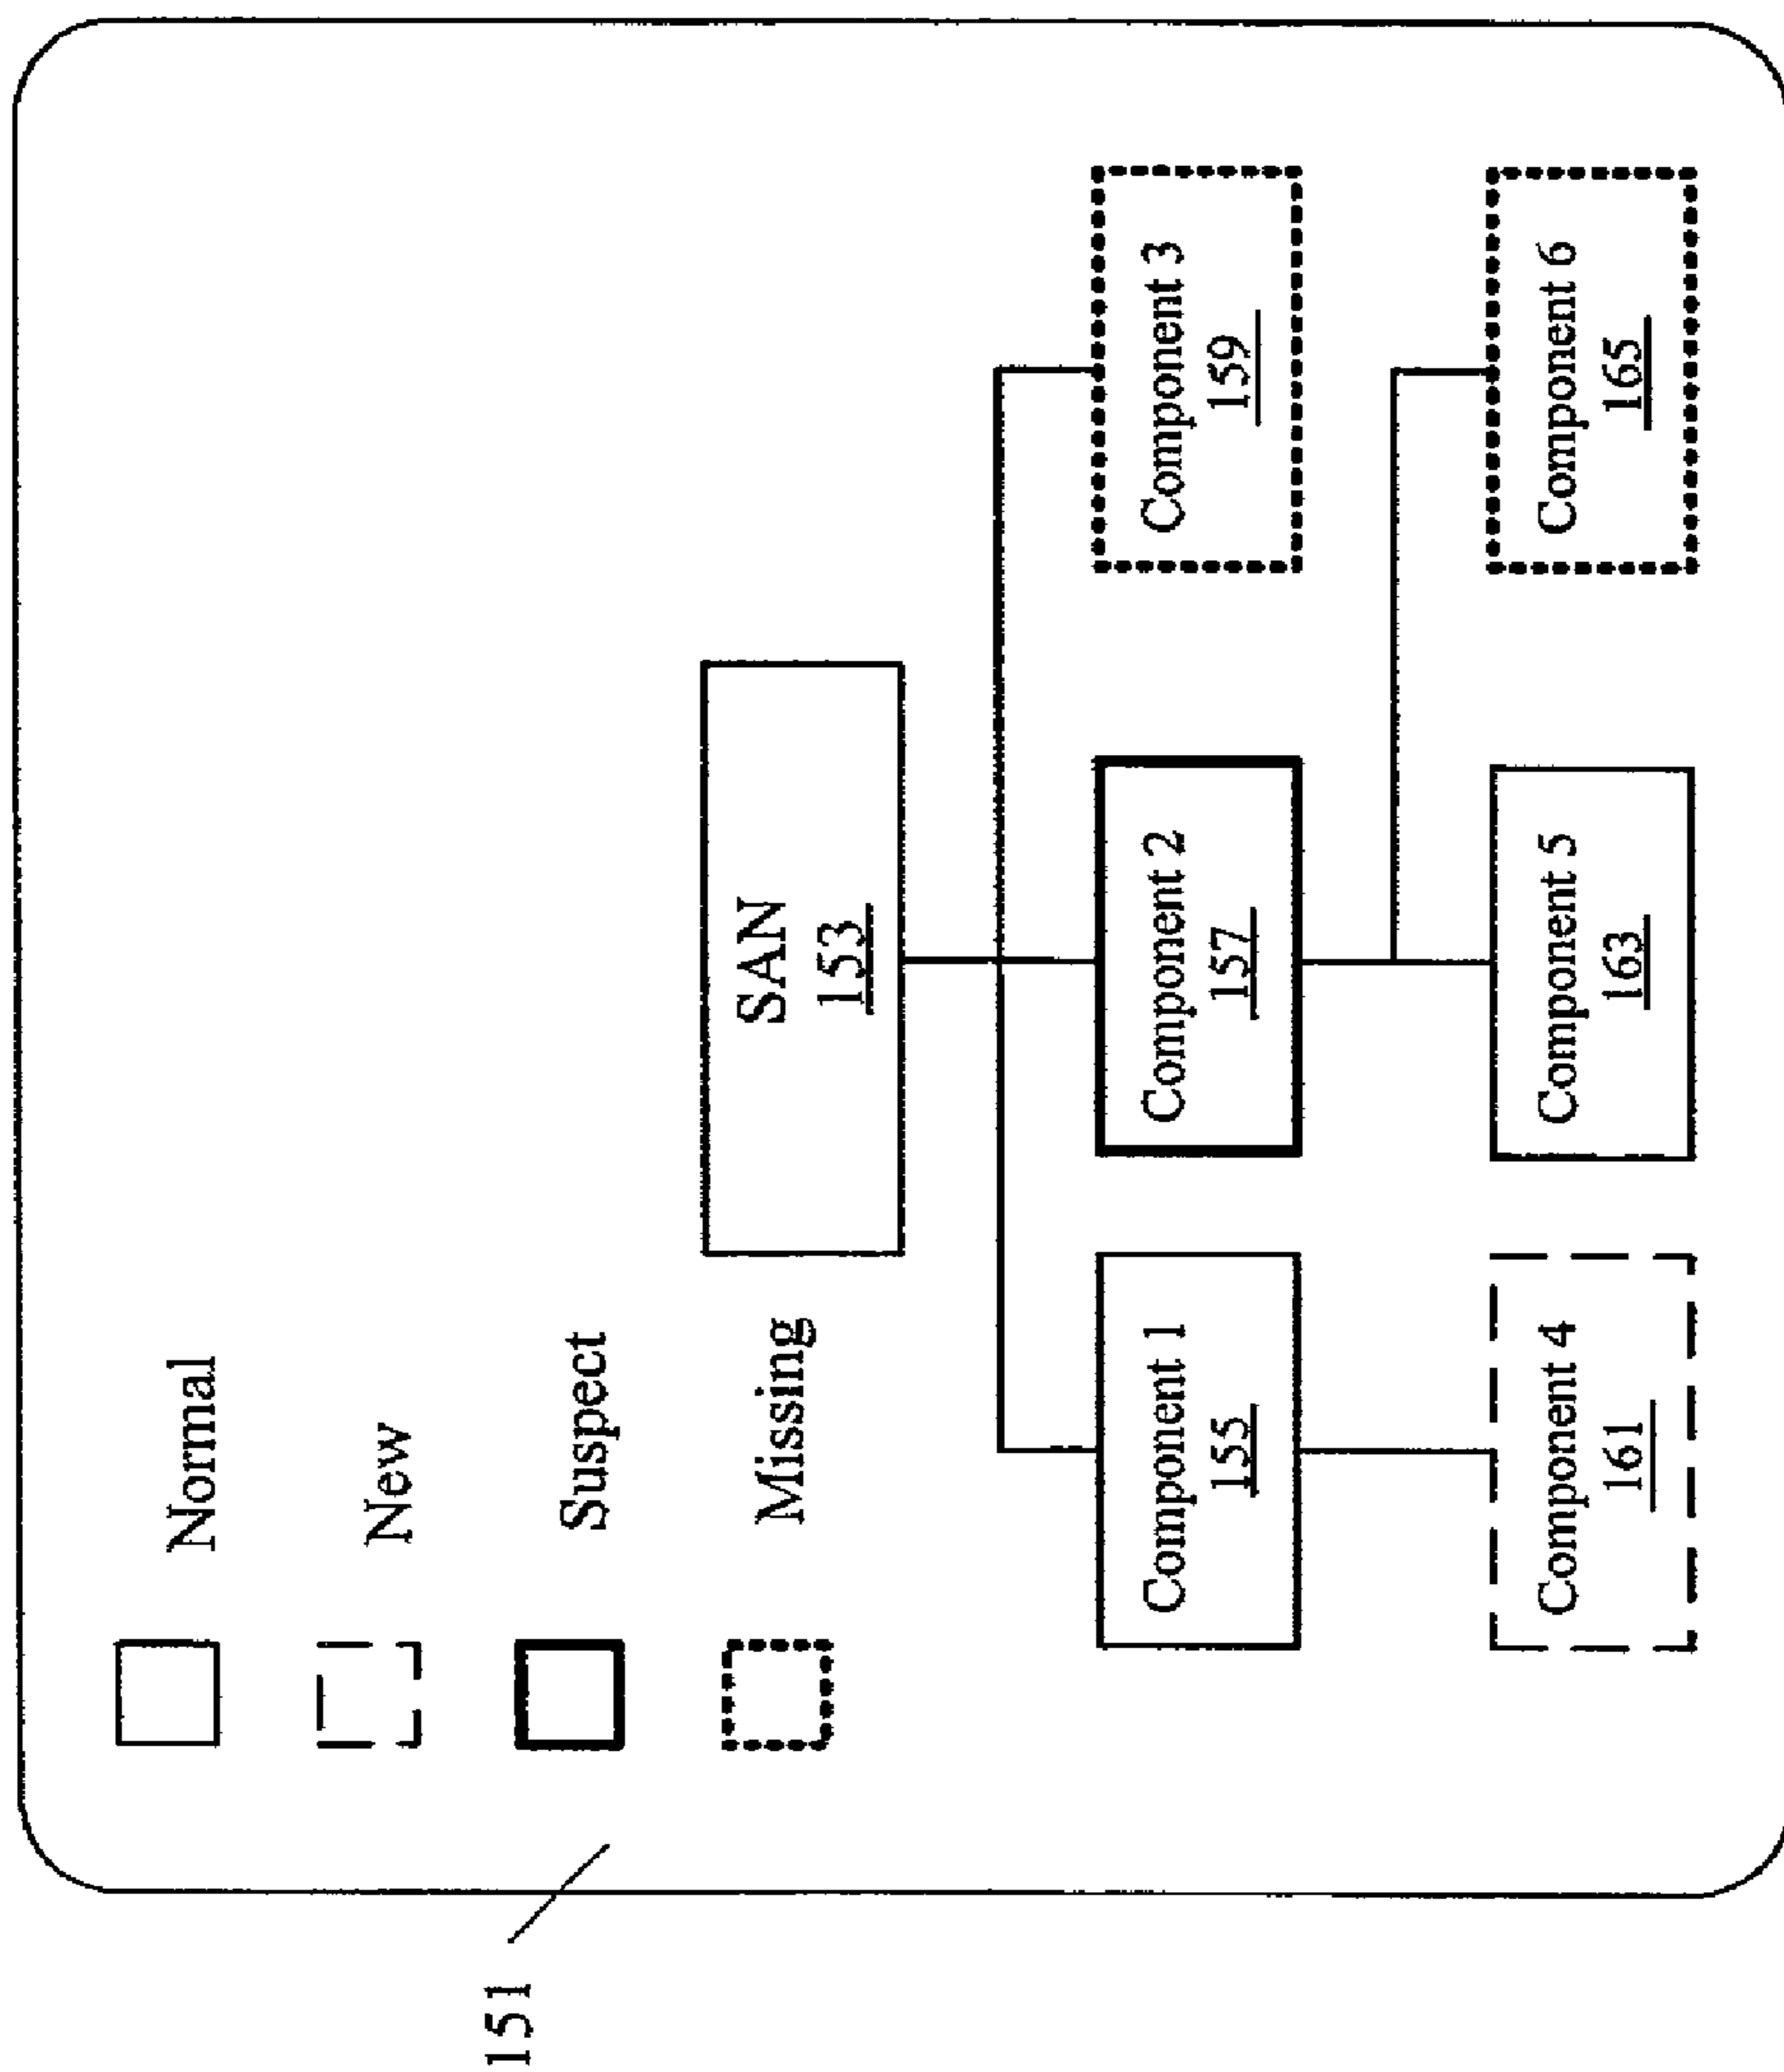 151
Normal
New
Suspect
Missing
SAN
153
Component 1
155
Component 2
157
Component 3
159
Component 4
161
Component 5
163
Component 6
165